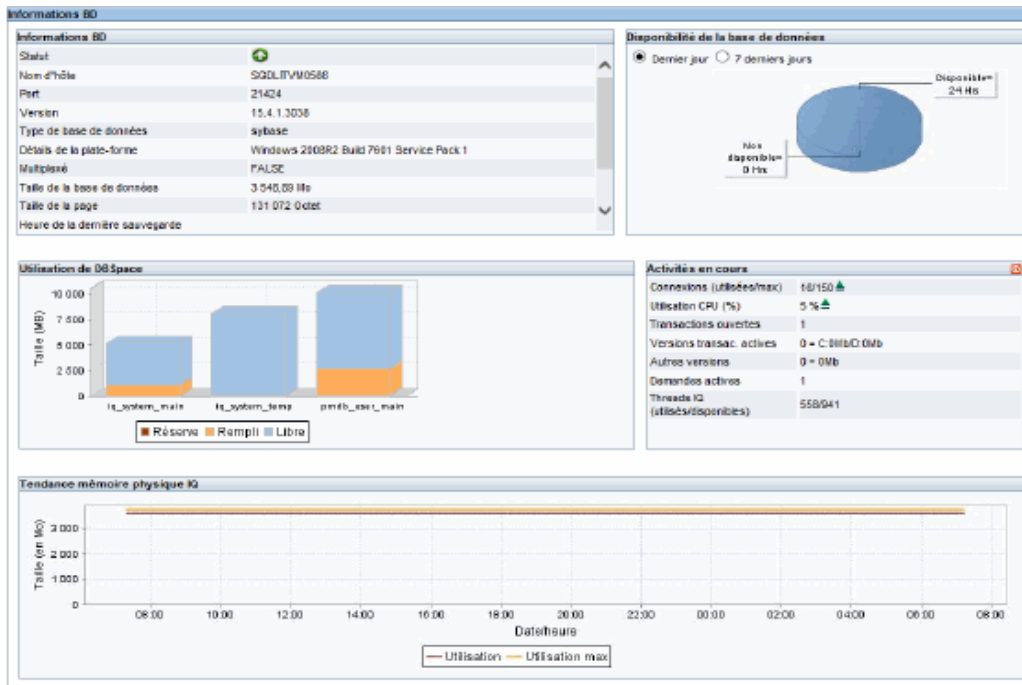 Informations BD
Informations BD
Statut
Nom d'hôte SGDLITVM0588
Port 21424
Version 15.4.1.3038
Type de base de données sybase
Détails de la plate-forme Windows 2008R2 Build 7601 Service Pack 1
Multiplexé FALSE
Taille de la base de données 3 546,89 Mo
Taille de la page 131 072 Octet
Heure de la dernière sauvegarde
Disponibilité de la base de données
Dernier jour 7 derniers jours
Disponible=
24 Hrs
Non
disponible=
0 Hrs
Utilisation de DBSpace
Taille (MB)
10 000
7 500
5 000
2 500
0
iq_system_main iq_system_temp pmdb_user_main
Réserve Rempli Libre
Activités en cours
Connexions (utilisées/max) 16/150
Utilisation CPU (%) 5 %
Transactions ouvertes 1
Versions transac. actives 0 = C:0Mb/D:0Mb
Autres versions 0 = 0Mb
Demandes actives 1
Threads IQ
(utilisés/disponibles) 558/941
Tendance mémoire physique IQ
Taille (en Mo)
3 000
2 000
1 000
0
08:00 10:00 12:00 14:00 16:00 18:00 20:00 22:00 00:00 02:00 04:00 06:00 08:00
Date/heure
Utilisation Utilisation max